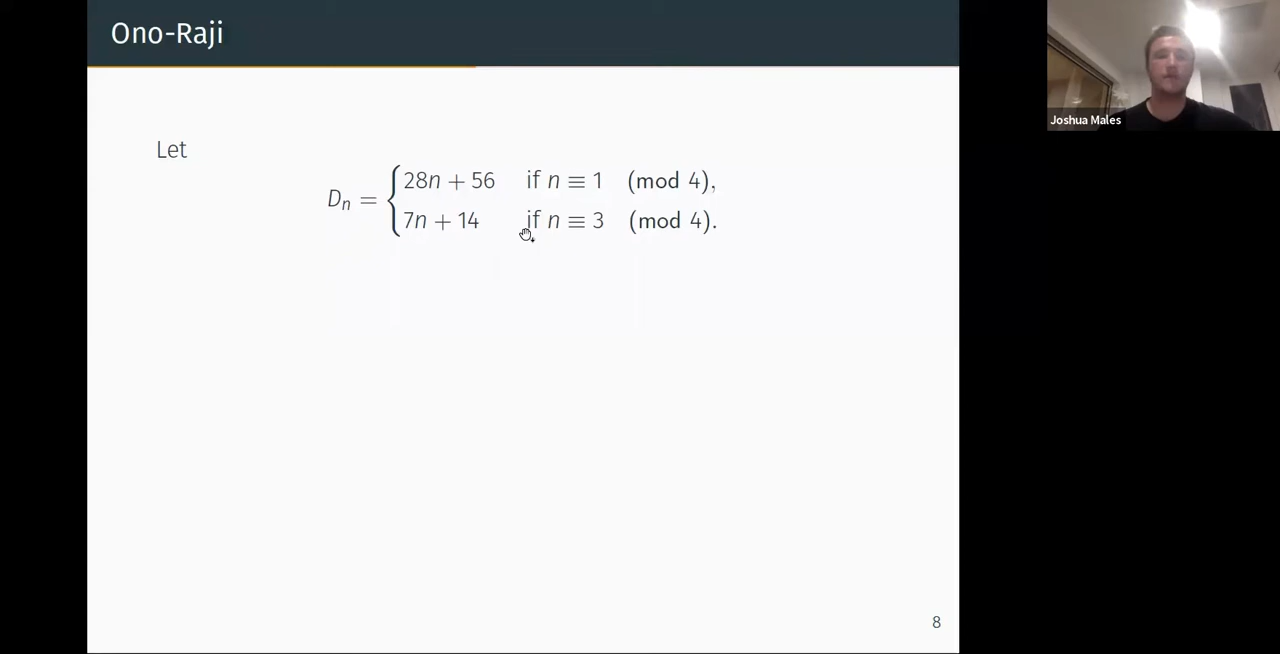 Ono-Raji
Joshua Males
Let
D_n = { 28n + 56 if n ≡ 1 (mod 4),
7n + 14 if n ≡ 3 (mod 4).
8